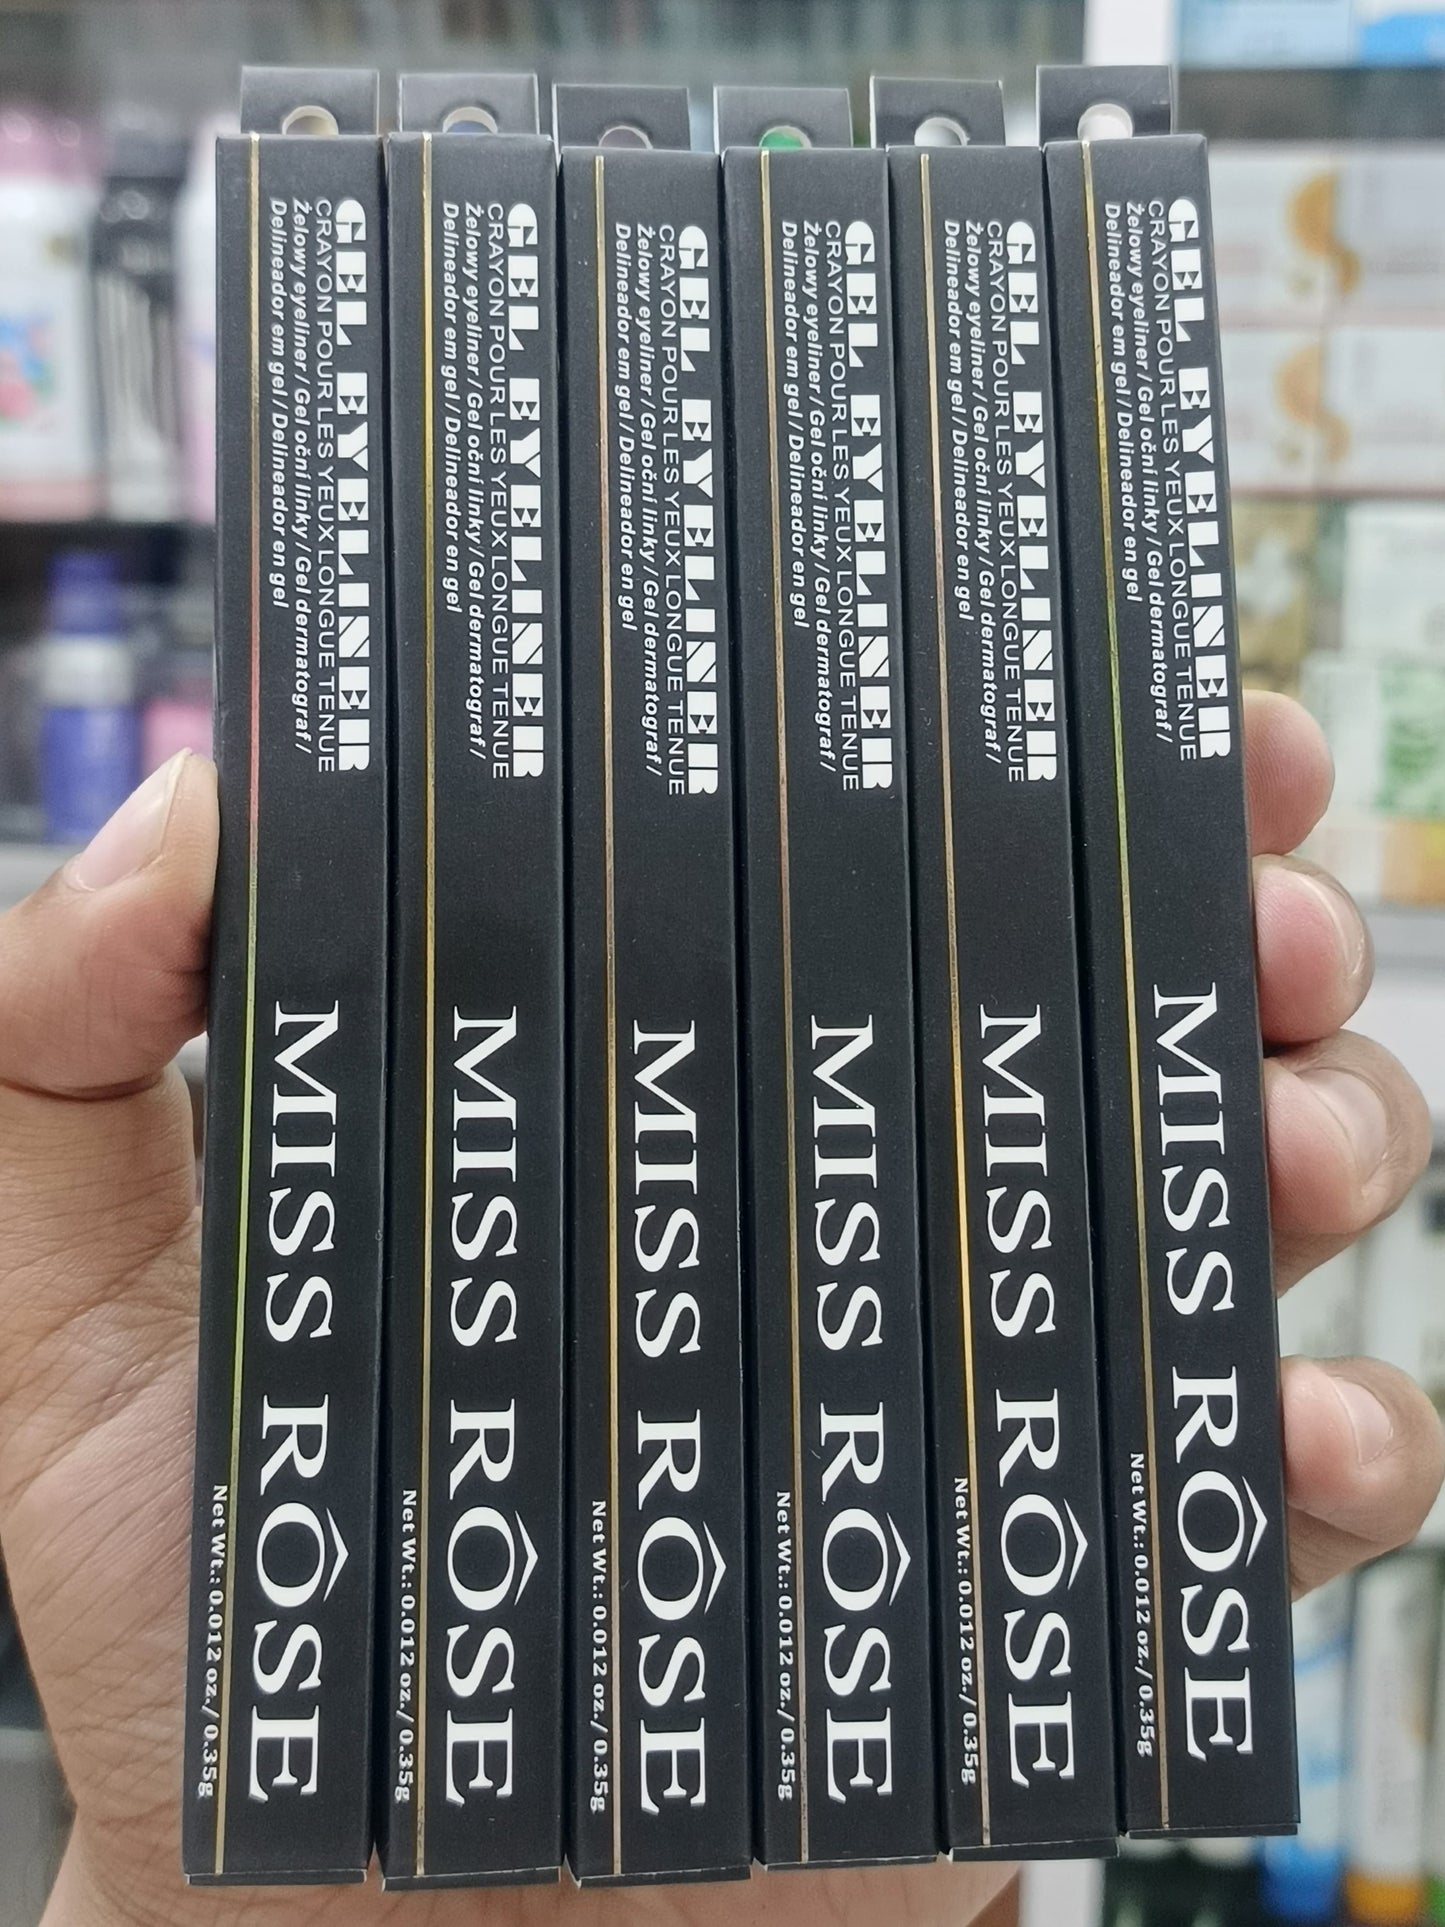 GEL EYELINER
CRAYON POUR LES YEUX LONGUE TENUE
Żelowy eyeliner / Gel oční linky / Gel dermatograf /
Delineador em gel / Delineador en gel
MISS RÔSE
Net Wt.: 0.012 oz. / 0.35g
GEL EYELINER
CRAYON POUR LES YEUX LONGUE TENUE
Żelowy eyeliner / Gel oční linky / Gel dermatograf /
Delineador em gel / Delineador en gel
MISS RÔSE
Net Wt.: 0.012 oz. / 0.35g
GEL EYELINER
CRAYON POUR LES YEUX LONGUE TENUE
Żelowy eyeliner / Gel oční linky / Gel dermatograf /
Delineador em gel / Delineador en gel
MISS RÔSE
Net Wt.: 0.012 oz. / 0.35g
GEL EYELINER
CRAYON POUR LES YEUX LONGUE TENUE
Żelowy eyeliner / Gel oční linky / Gel dermatograf /
Delineador em gel / Delineador en gel
MISS RÔSE
Net Wt.: 0.012 oz. / 0.35g
GEL EYELINER
CRAYON POUR LES YEUX LONGUE TENUE
Żelowy eyeliner / Gel oční linky / Gel dermatograf /
Delineador em gel / Delineador en gel
MISS RÔSE
Net Wt.: 0.012 oz. / 0.35g
GEL EYELINER
CRAYON POUR LES YEUX LONGUE TENUE
Żelowy eyeliner / Gel oční linky / Gel dermatograf /
Delineador em gel / Delineador en gel
MISS RÔSE
Net Wt.: 0.012 oz. / 0.35g